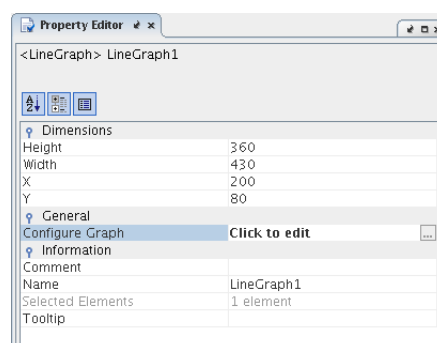 Property Editor
<LineGraph> LineGraph1
Dimensions
Height 360
Width 430
X 200
Y 80
General
Configure Graph Click to edit ...
Information
Comment
Name LineGraph1
Selected Elements 1 element
Tooltip